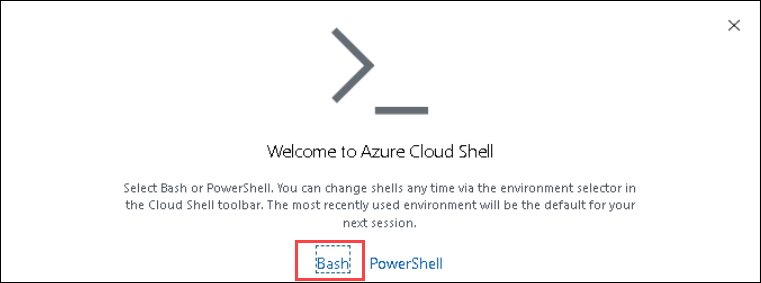 Welcome to Azure Cloud Shell
Select Bash or PowerShell. You can change shells any time via the environment selector in
the Cloud Shell toolbar. The most recently used environment will be the default for your
next session.
Bash PowerShell